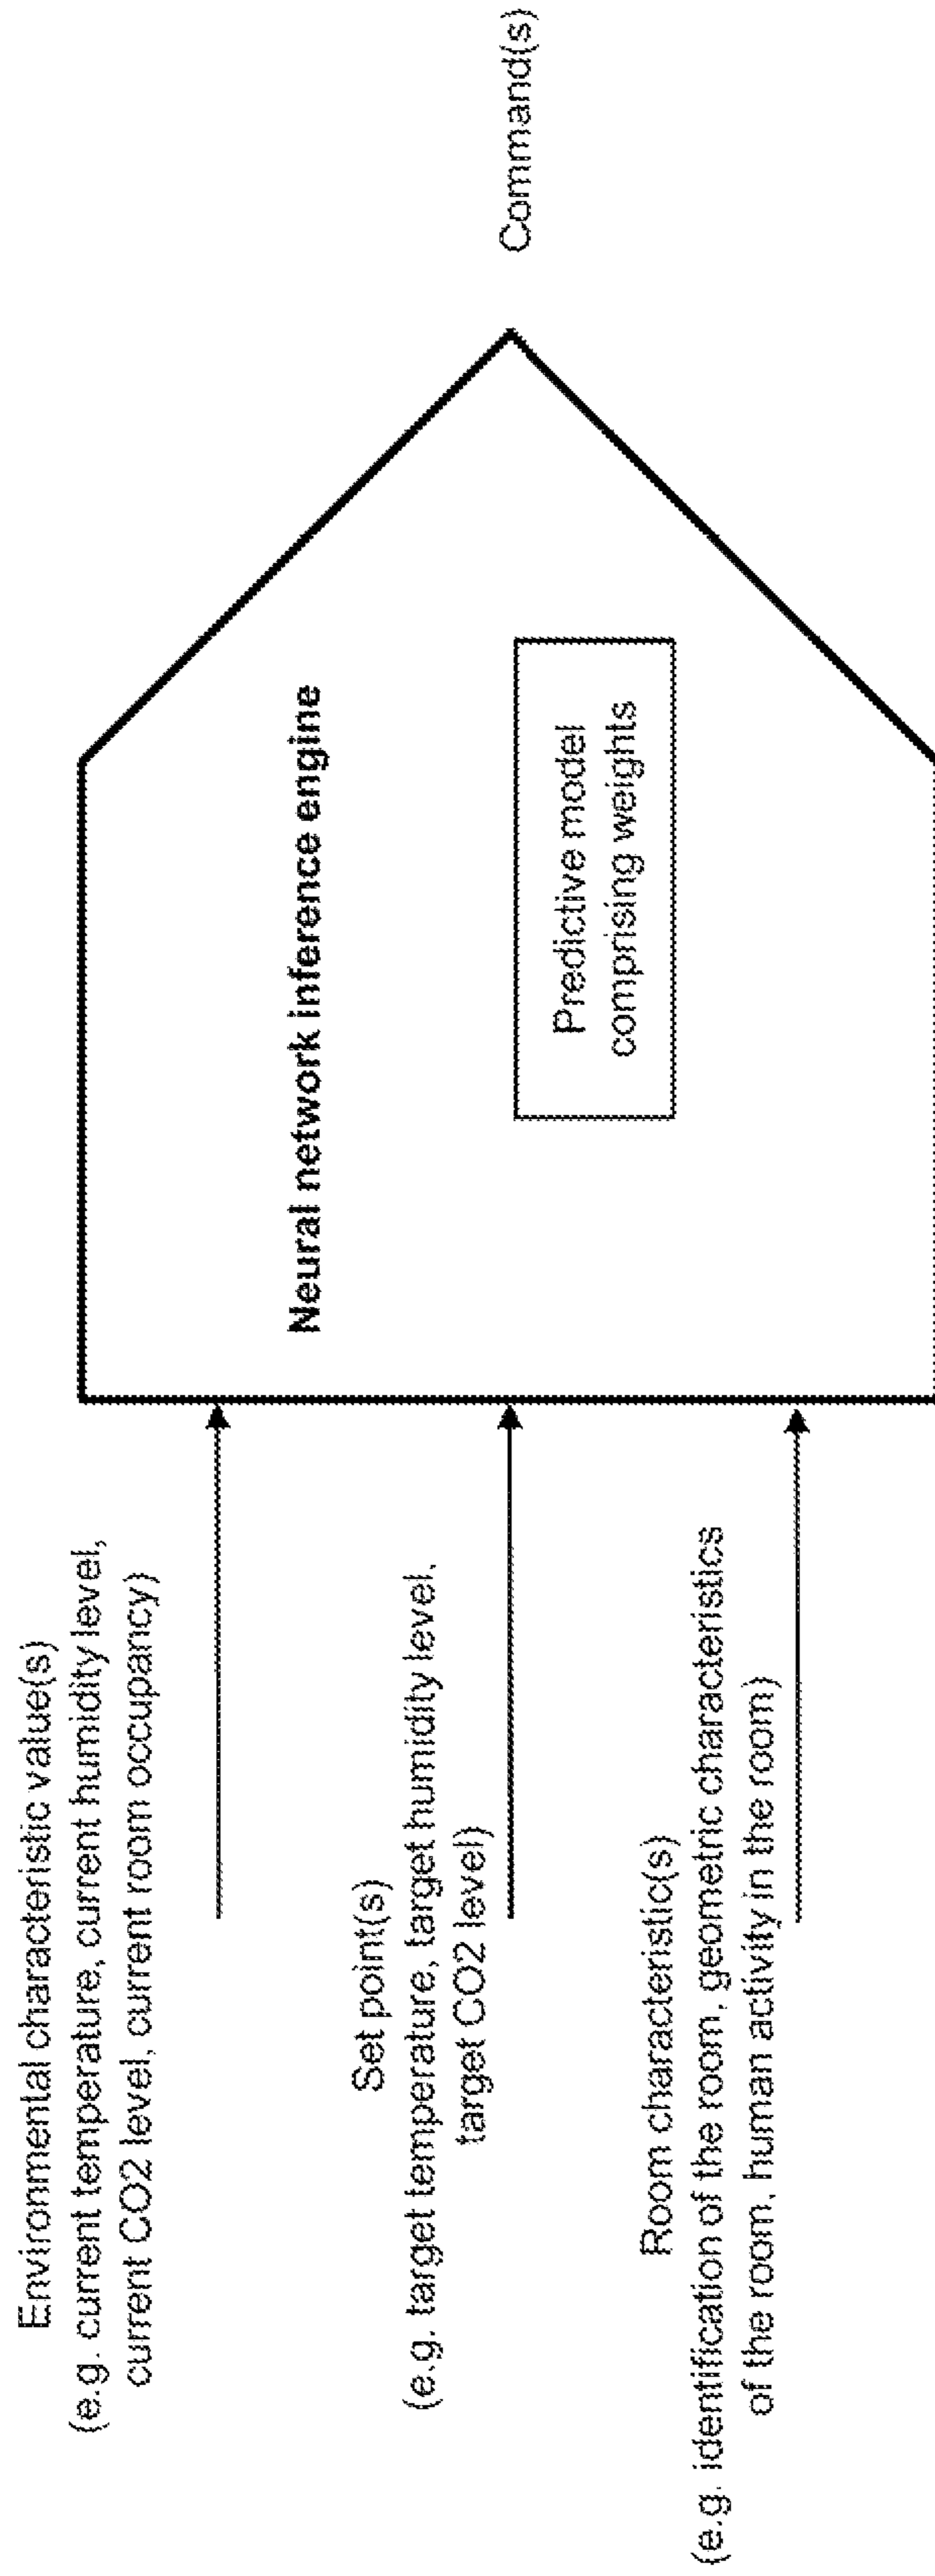 Environmental characteristic value(s)
(e.g. current temperature, current humidity level,
current CO2 level, current room occupancy)
Set point(s)
(e.g. target temperature, target humidity level,
target CO2 level)
Room characteristic(s)
(e.g. identification of the room, geometric characteristics
of the room, human activity in the room)
Neural network inference engine
Predictive model
comprising weights
Command(s)